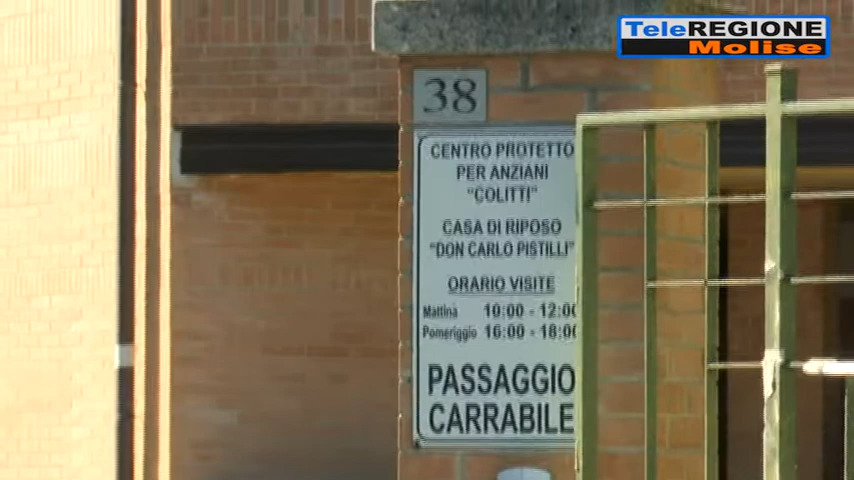 TeleREGIONE
Molise
38
CENTRO PROTETTO
PER ANZIANI
"COLITTI"
CASA DI RIPOSO
"DON CARLO PISTILLI"
ORARIO VISITE
Mattina 10:00 - 12:00
Pomeriggio 16:00 - 18:00
PASSAGGIO
CARRABILE